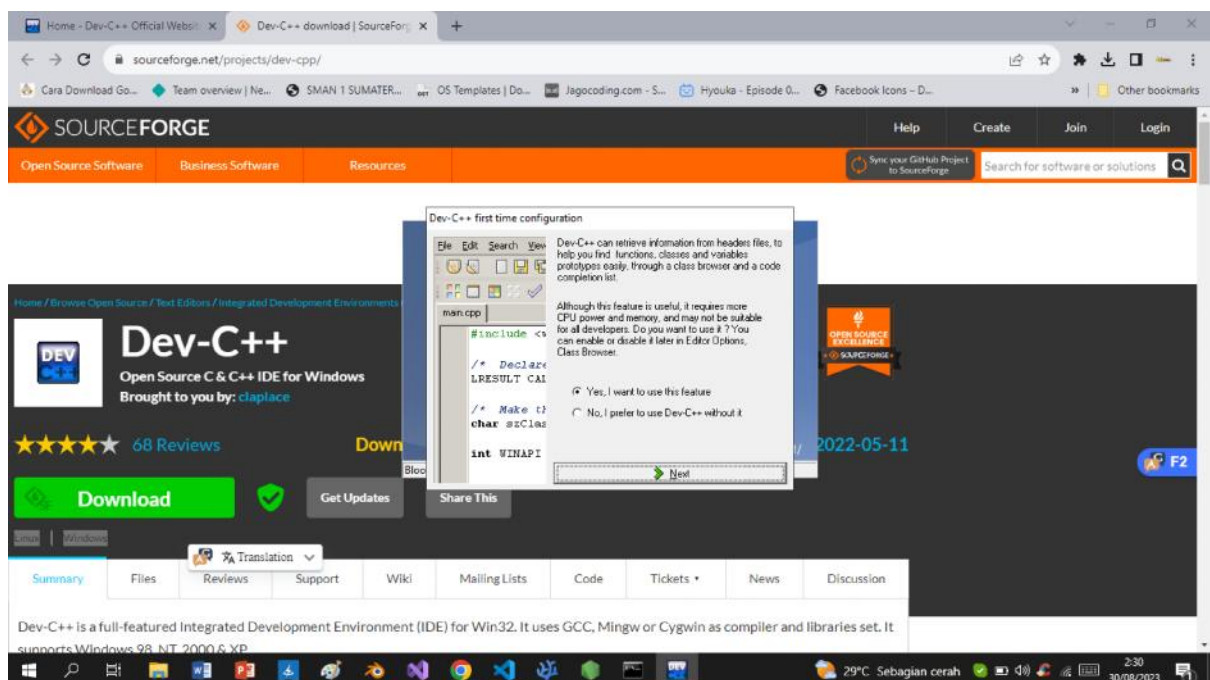 Home - Dev-C++ Official Websit
Dev-C++ download | SourceForg
sourceforge.net/projects/dev-cpp/
Cara Download Go...
Team overview | Ne...
SMAN 1 SUMATER...
OS Templates | Do...
Jagocoding.com - S...
Hyouka - Episode 0...
Facebook Icons – D...
»
Other bookmarks
SOURCEFORGE
Help
Create
Join
Login
Open Source Software
Business Software
Resources
Sync your GitHub Project
to SourceForge
Search for software or solutions
Dev-C++ first time configuration
File Edit Search View
main.cpp
#include <
/* Declare
LRESULT CAL
/* Make th
char szClas
int WINAPI
Dev-C++ can retrieve information from headers files, to
help you find functions, classes and variables
prototypes easily, through a class browser and a code
completion list.
Although this feature is useful, it requires more
CPU power and memory, and may not be suitable
for all developers. Do you want to use it ? You
can enable or disable it later in Editor Options,
Class Browser.
Yes, I want to use this feature
No, I prefer to use Dev-C++ without it
Next
Home / Browse Open Source / Text Editors / Integrated Development Environments
DEV
C++
Dev-C++
Open Source C & C++ IDE for Windows
Brought to you by: claplace
OPEN SOURCE
EXCELLENCE
SOURCEFORGE
68 Reviews
Down
2022-05-11
Bloo
F2
Download
Get Updates
Share This
Linux
Windows
Translation
Summary
Files
Reviews
Support
Wiki
Mailing Lists
Code
Tickets
News
Discussion
Dev-C++ is a full-featured Integrated Development Environment (IDE) for Win32. It uses GCC, Mingw or Cygwin as compiler and libraries set. It
supports Windows 98, NT, 2000 & XP.
DEV
29°C Sebagian cerah
2:30
30/08/2023